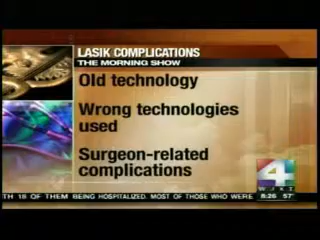 LASIK COMPLICATIONS
THE MORNING SHOW
Old technology
Wrong technologies
used
Surgeon-related
complications
4
WJXT
TH 18 OF THEM BEING HOSPITALIZED. MOST OF THOSE WHO WERE
8:26 57°